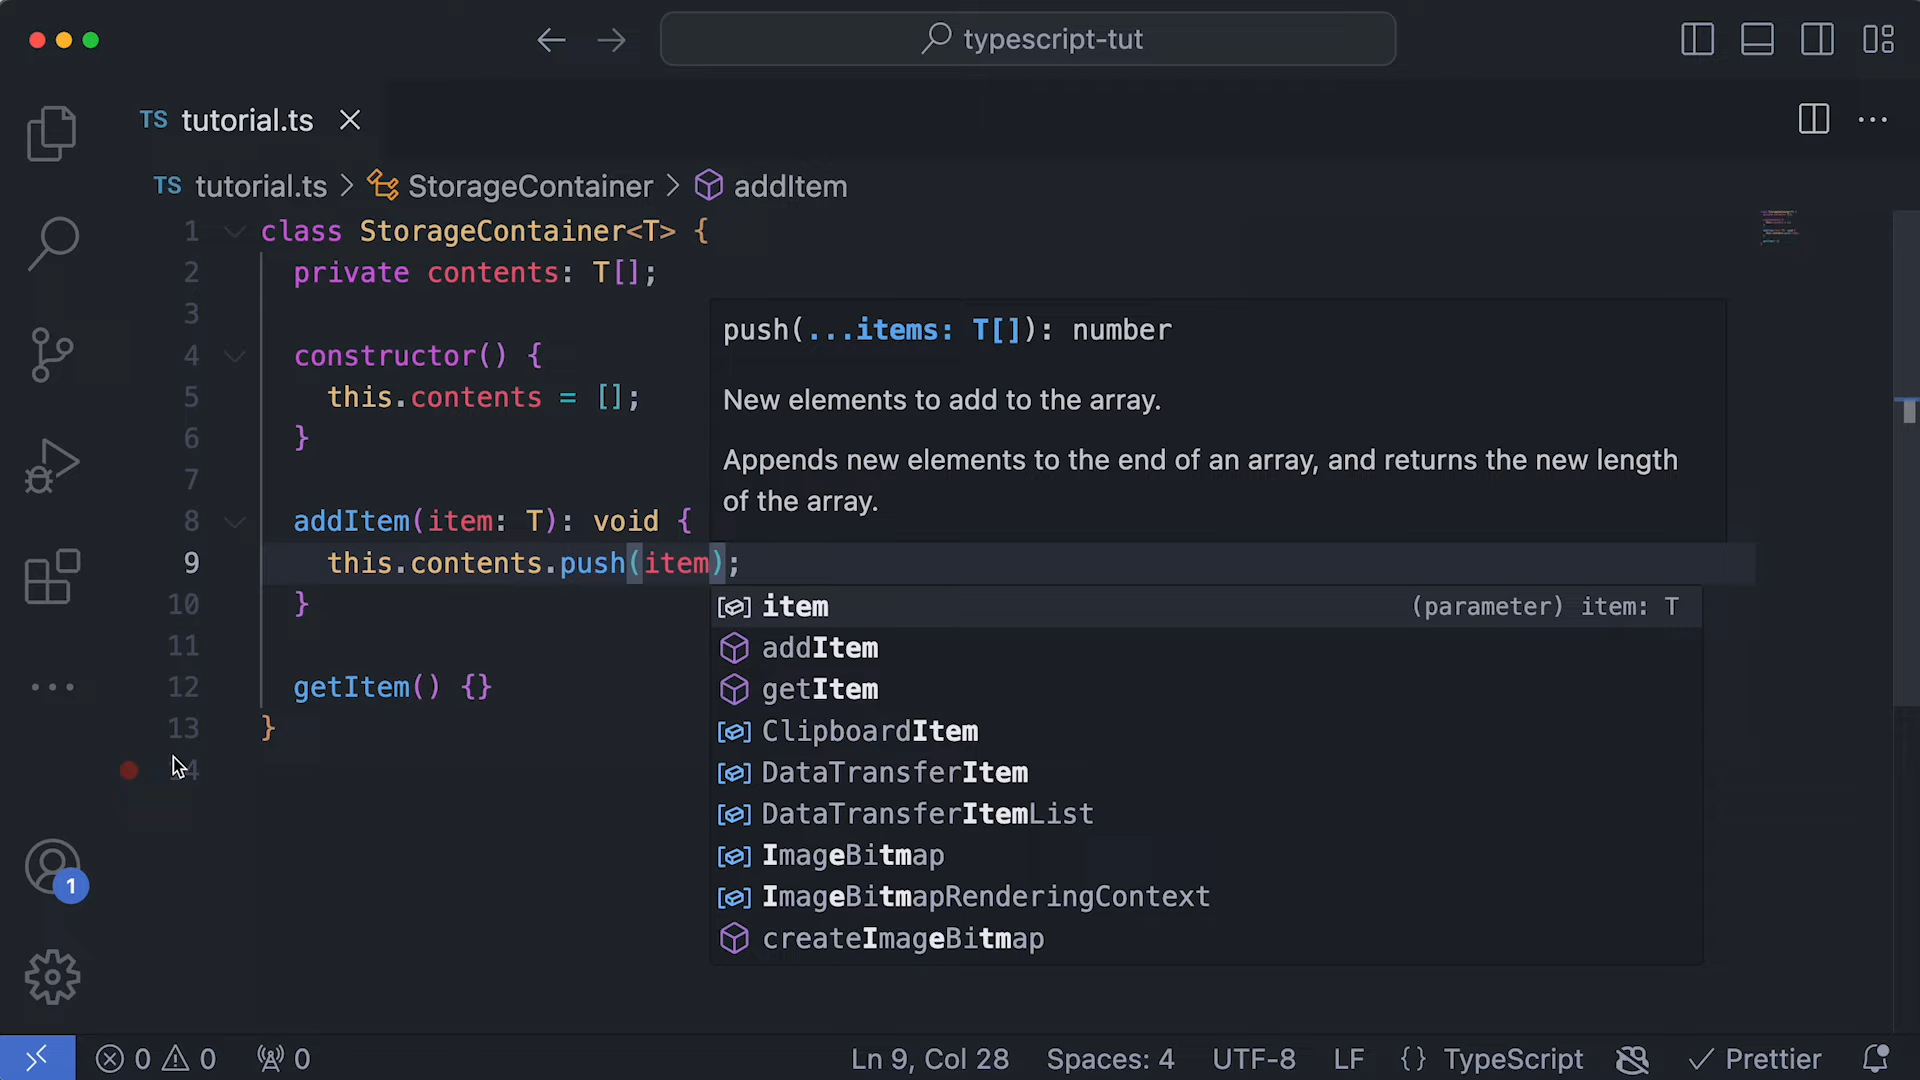 typescript-tut
TS tutorial.ts
TS tutorial.ts > StorageContainer > addItem
1 class StorageContainer<T> {
2 private contents: T[];
3
4 constructor() {
5 this.contents = [];
6 }
7
8 addItem(item: T): void {
9 this.contents.push(item);
10 }
11
12 getItem() {}
13 }
14
push(...items: T[]): number
New elements to add to the array.
Appends new elements to the end of an array, and returns the new length
of the array.
item (parameter) item: T
addItem
getItem
ClipboardItem
DataTransferItem
DataTransferItemList
ImageBitmap
ImageBitmapRenderingContext
createImageBitmap
1
0 0 0 Ln 9, Col 28 Spaces: 4 UTF-8 LF {} TypeScript Prettier